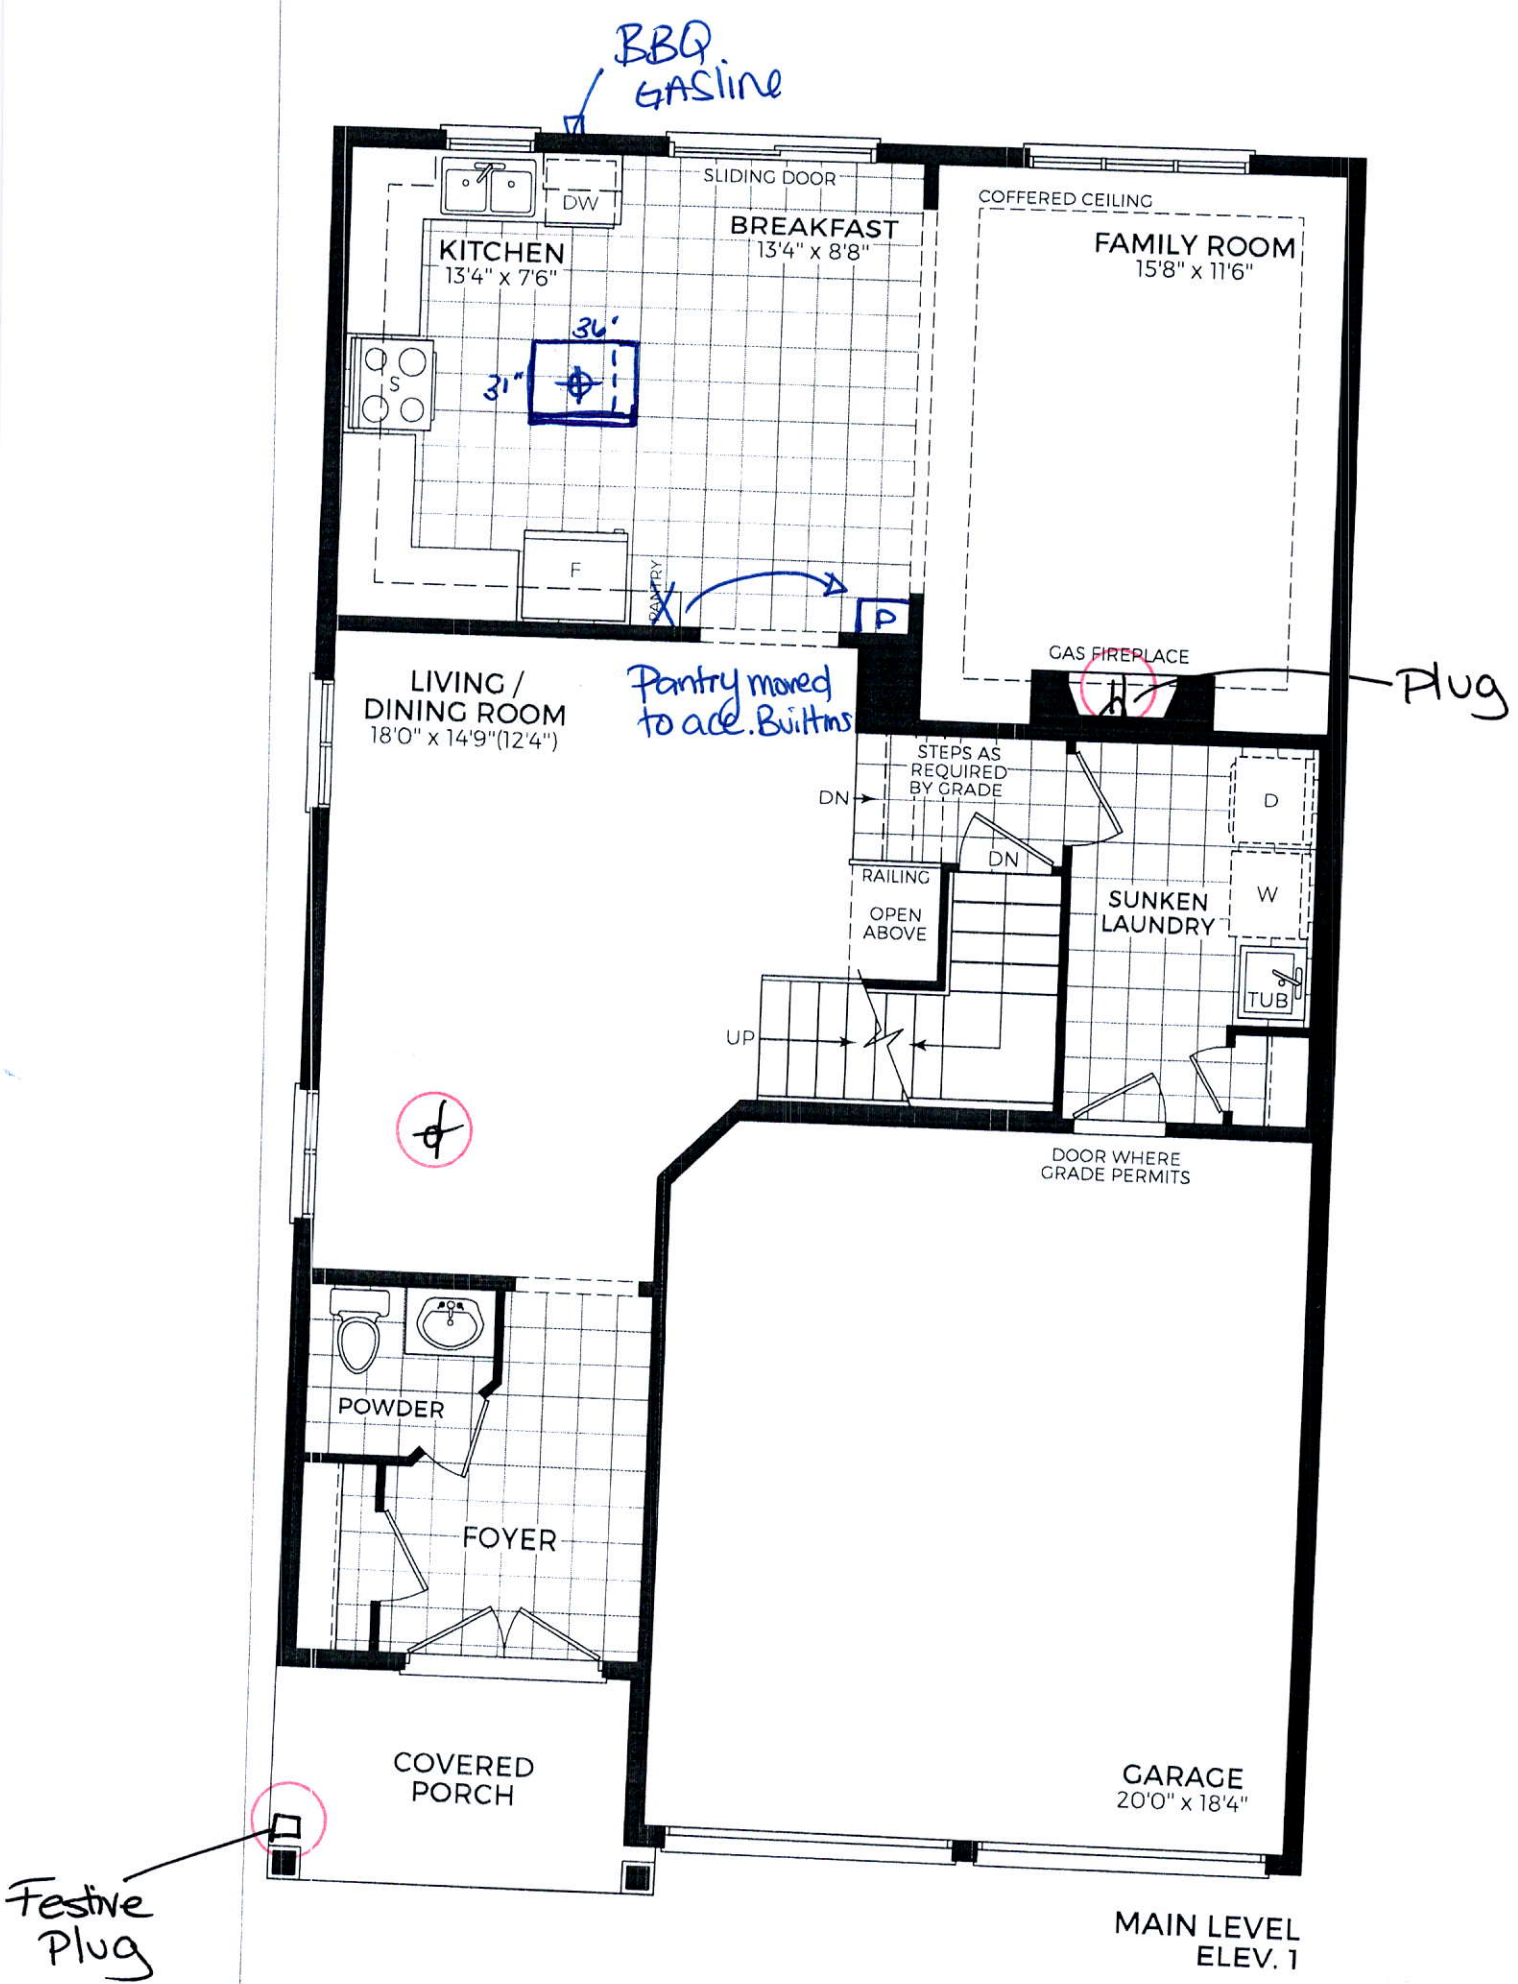 BBQ
GASline
SLIDING DOOR
COFFERED CEILING
DW
BREAKFAST
13'4" x 8'8"
KITCHEN
13'4" x 7'6"
FAMILY ROOM
15'8" x 11'6"
36"
31"
S
F
PANTRY
P
GAS FIREPLACE
Plug
LIVING /
DINING ROOM
18'0" x 14'9"(12'4")
Pantry moved
to acc. Builtins
STEPS AS
REQUIRED
BY GRADE
DN
D
DN
RAILING
W
OPEN
ABOVE
SUNKEN
LAUNDRY
TUB
UP
DOOR WHERE
GRADE PERMITS
POWDER
FOYER
COVERED
PORCH
GARAGE
20'0" x 18'4"
Festive
Plug
MAIN LEVEL
ELEV. 1